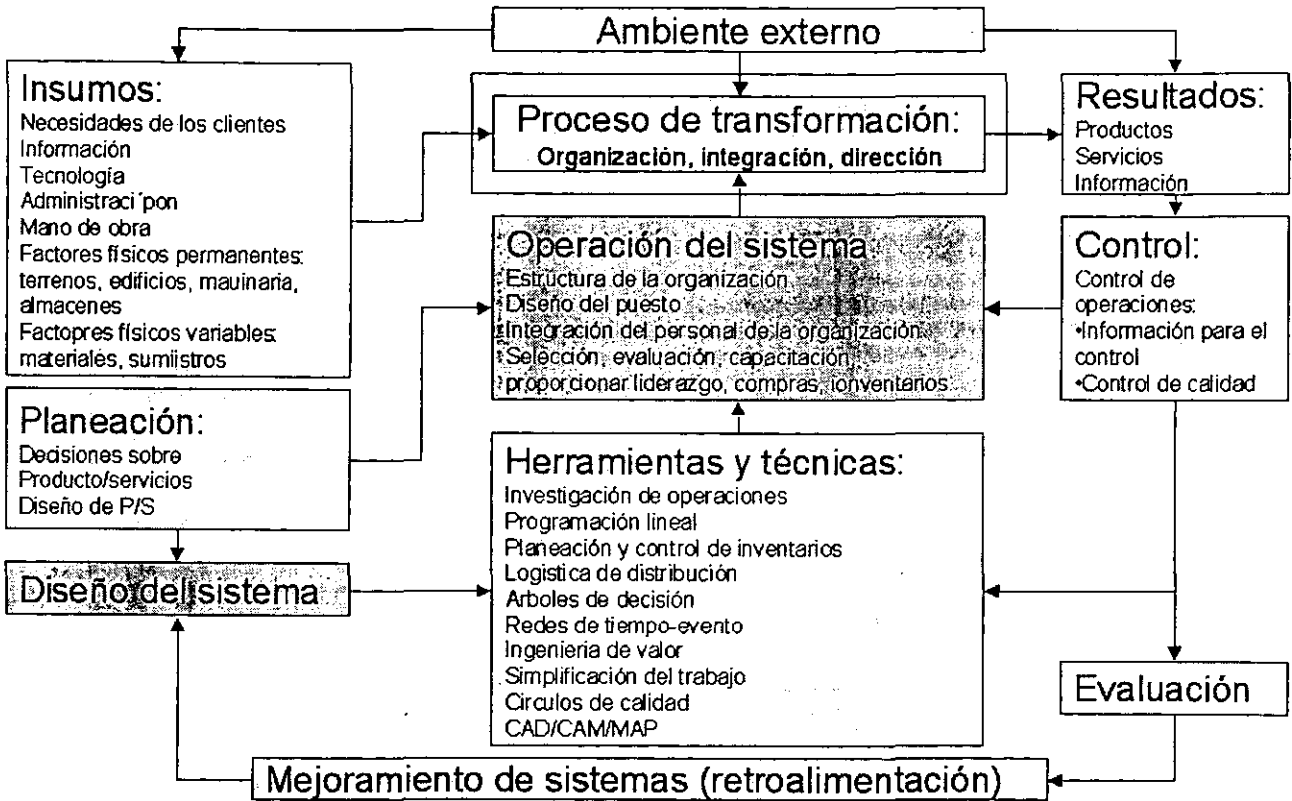 Ambiente externo
Insumos:
Necesidades de los clientes
Información
Tecnología
Administraci´pon
Mano de obra
Factores físicos permanentes:
terrenos, edificios, mauinaria,
almacenes
Factopres físicos variables:
materiales, sumiistros
Proceso de transformación:
Organización, integración, dirección
Resultados:
Productos
Servicios
Información
Operación del sistema
Estructura de la organización
Diseño del puesto
Integración del personal de la organización
Selección, evaluación, capacitación,
proporcionar liderazgo, compras, ionventarios
Control:
Control de
operaciones:
•Información para el
control
•Control de calidad
Planeación:
Decisiones sobre
Producto/servicios
Diseño de P/S
Diseño del sistema
Herramientas y técnicas:
Investigación de operaciones
Programación lineal
Planeación y control de inventarios
Logistica de distribución
Arboles de decisión
Redes de tiempo-evento
Ingenieria de valor
Simplificación del trabajo
Circulos de calidad
CAD/CAM/MAP
Evaluación
Mejoramiento de sistemas (retroalimentación)